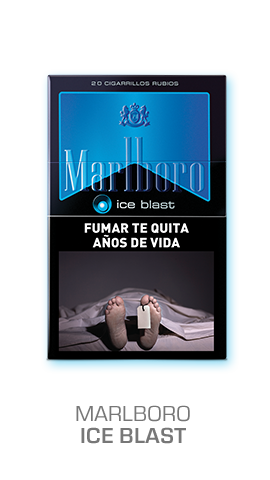 20 CIGARRILLOS RUBIOS
Marlboro
ice blast
FUMAR TE QUITA
AÑOS DE VIDA
MARLBORO
ICE BLAST